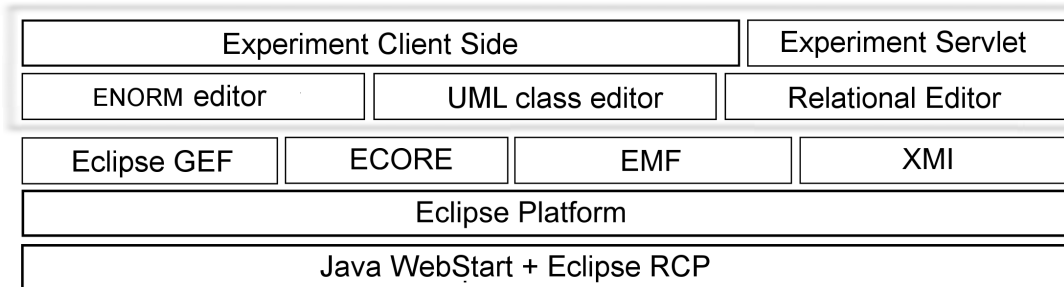 Experiment Client Side Experiment Servlet
ENORM editor UML class editor Relational Editor
Eclipse GEF ECORE EMF XMI
Eclipse Platform
Java WebStart + Eclipse RCP